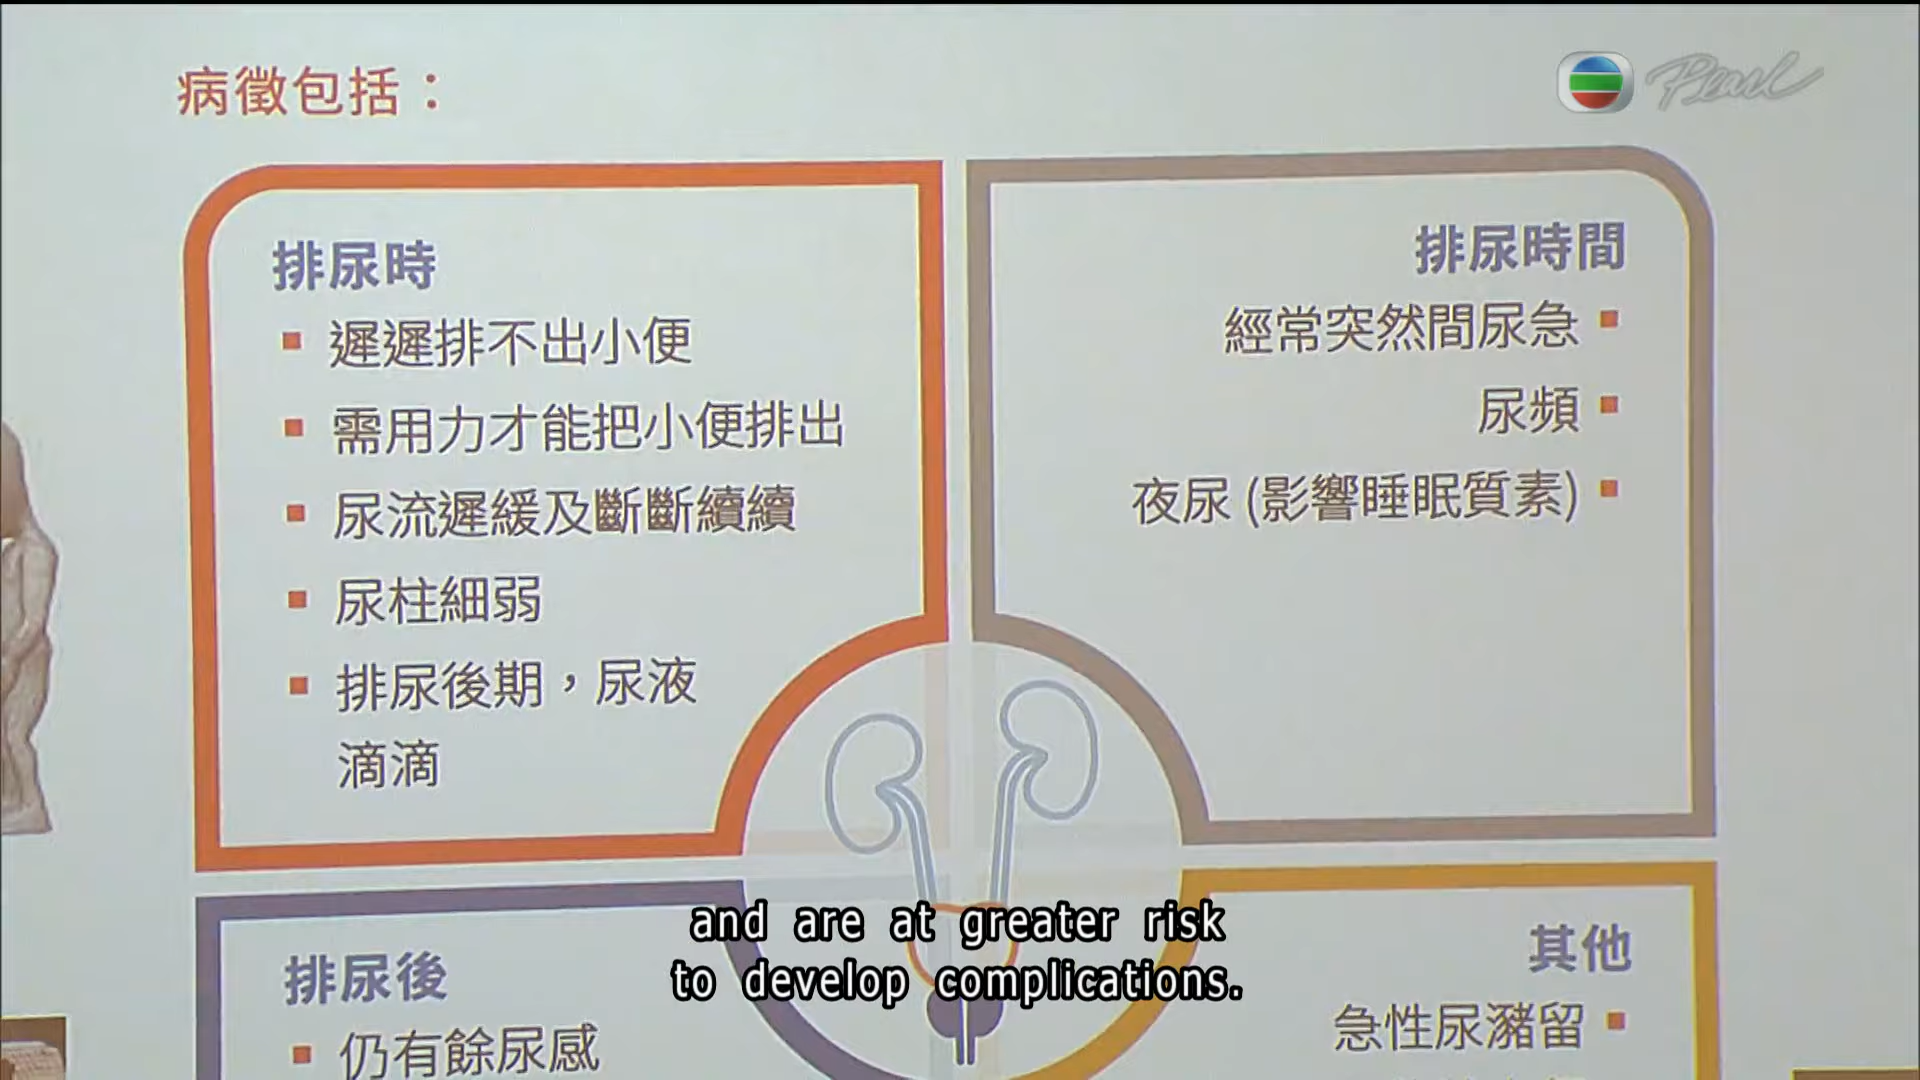 病徵包括：
Pearl
排尿時
遲遲排不出小便
需用力才能把小便排出
尿流遲緩及斷斷續續
尿柱細弱
排尿後期，尿液
滴滴
排尿時間
經常突然間尿急
尿頻
夜尿 (影響睡眠質素)
排尿後
仍有餘尿感
其他
急性尿瀦留
and are at greater risk
to develop complications.